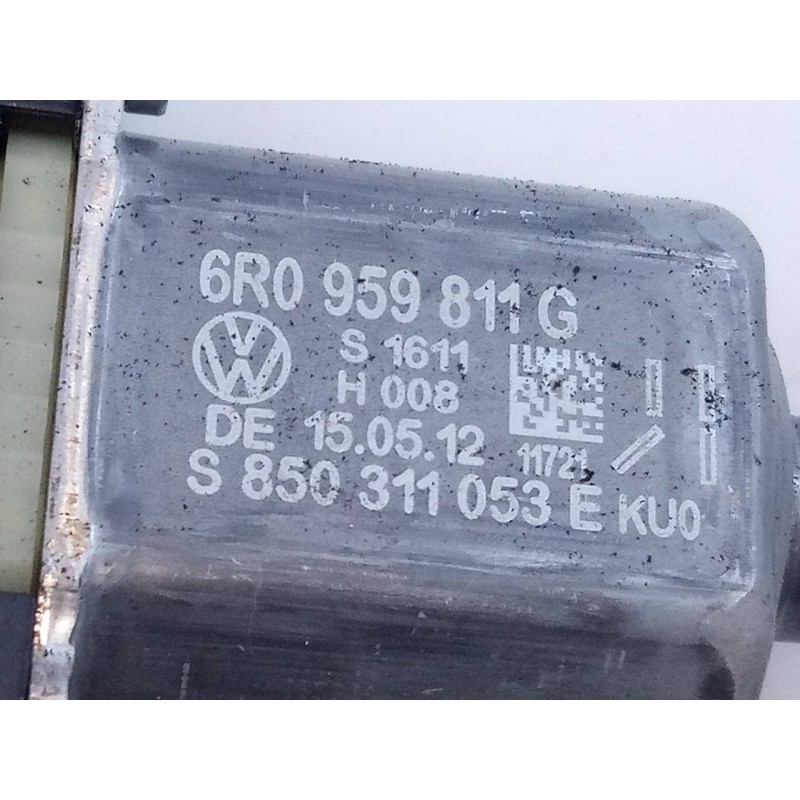 6R0 959 811 G
S 1611
H 008
DE 15.05.12 11721
S 850 311 053 E KU0